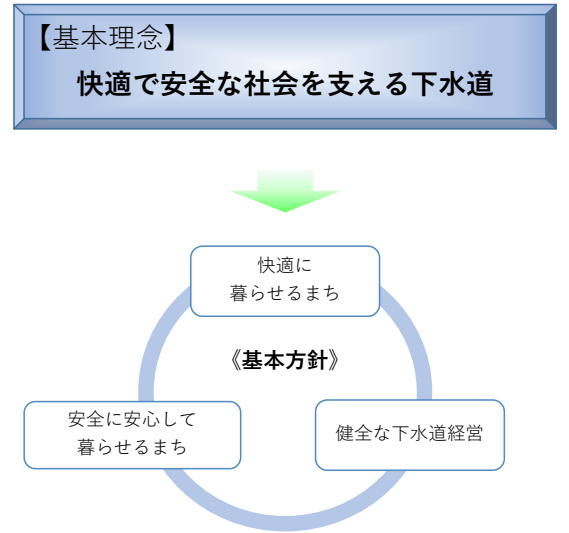 【基本理念】
快適で安全な社会を支える下水道
快適に
暮らせるまち
《基本方針》
安全に安心して
暮らせるまち
健全な下水道経営